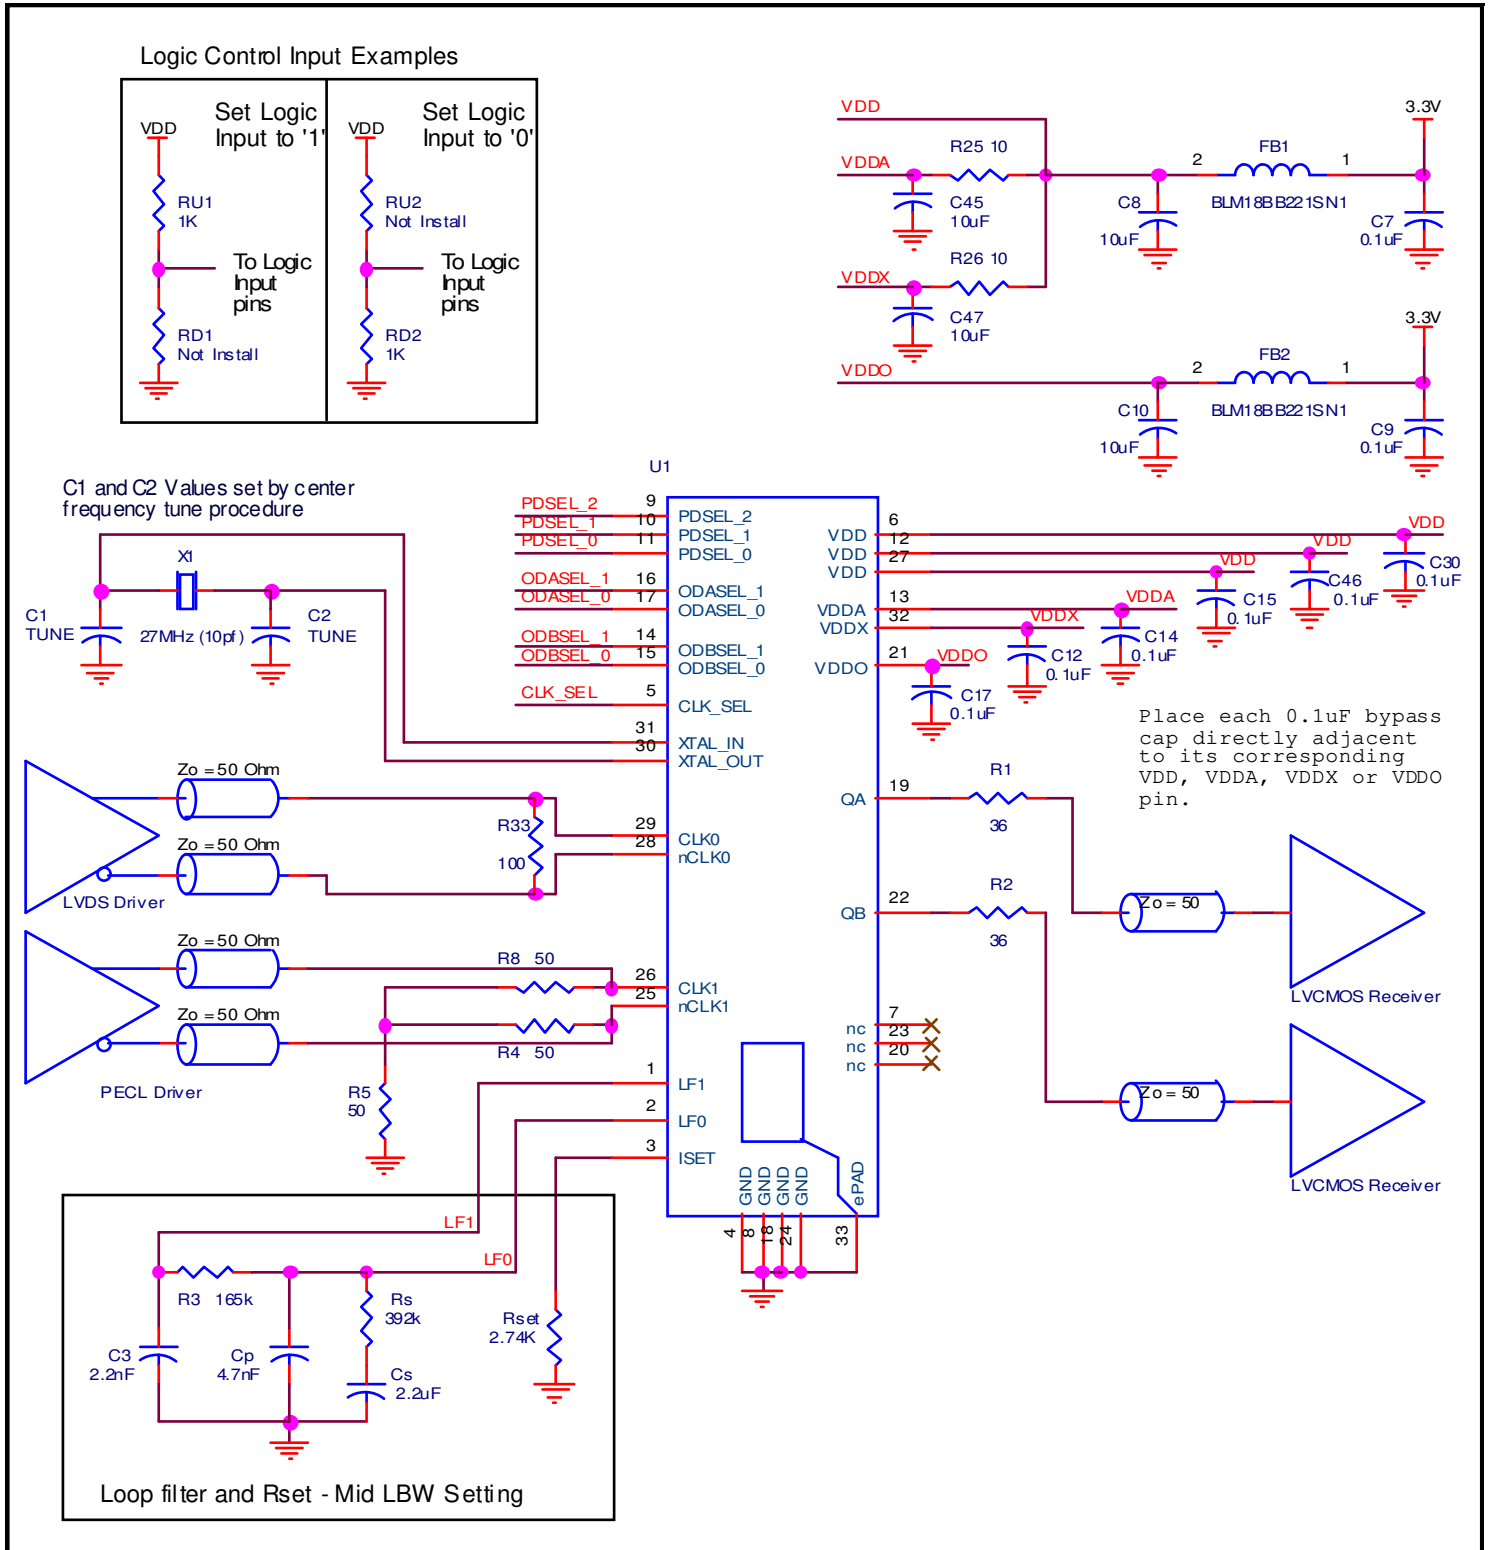 Logic Control Input Examples
Set Logic
Input to '1'
VDD
RU1
1K
To Logic
Input
pins
RD1
Not Install
Set Logic
Input to '0'
VDD
RU2
Not Install
To Logic
Input
pins
RD2
1K
VDD
VDDA
R25 10
C45
10uF
R26 10
VDDX
C47
10uF
C8
10uF
2
FB1
1
BLM18BB221SN1
3.3V
C7
0.1uF
VDDO
C10
10uF
2
FB2
1
BLM18BB221SN1
3.3V
C9
0.1uF
C1 and C2 Values set by center
frequency tune procedure
X1
C1
TUNE
27MHz (10pf)
C2
TUNE
U1
PDSEL_2 9 PDSEL_2
PDSEL_1 10 PDSEL_1
PDSEL_0 11 PDSEL_0
ODASEL_1 16 ODASEL_1
ODASEL_0 17 ODASEL_0
ODBSEL_1 14 ODBSEL_1
ODBSEL_0 15 ODBSEL_0
CLK_SEL 5 CLK_SEL
31 XTAL_IN
30 XTAL_OUT
29 CLK0
28 nCLK0
26 CLK1
25 nCLK1
1 LF1
2 LF0
3 ISET
VDD 6 VDD
VDD 12 VDD
VDD 27 VDD
VDDA 13 VDDA
VDDX 32 VDDX
VDDO 21 VDDO
C30
0.1uF
C46
0.1uF
C15
0.1uF
C14
0.1uF
C12
0.1uF
C17
0.1uF
Place each 0.1uF bypass
cap directly adjacent
to its corresponding
VDD, VDDA, VDDX or VDDO
pin.
QA 19
R1
36
QB 22
R2
36
Zo = 50
LVCMOS Receiver
Zo = 50
LVCMOS Receiver
nc 7
nc 23
nc 20
GND
GND
GND
GND
ePAD
4
8
18
24
33
Zo = 50 Ohm
Zo = 50 Ohm
LVDS Driver
R33
100
Zo = 50 Ohm
Zo = 50 Ohm
PECL Driver
R8 50
R4 50
R5
50
LF1
LF0
R3 165k
Rs
392k
C3
2.2nF
Cp
4.7nF
Cs
2.2uF
Rset
2.74K
Loop filter and Rset - Mid LBW Setting